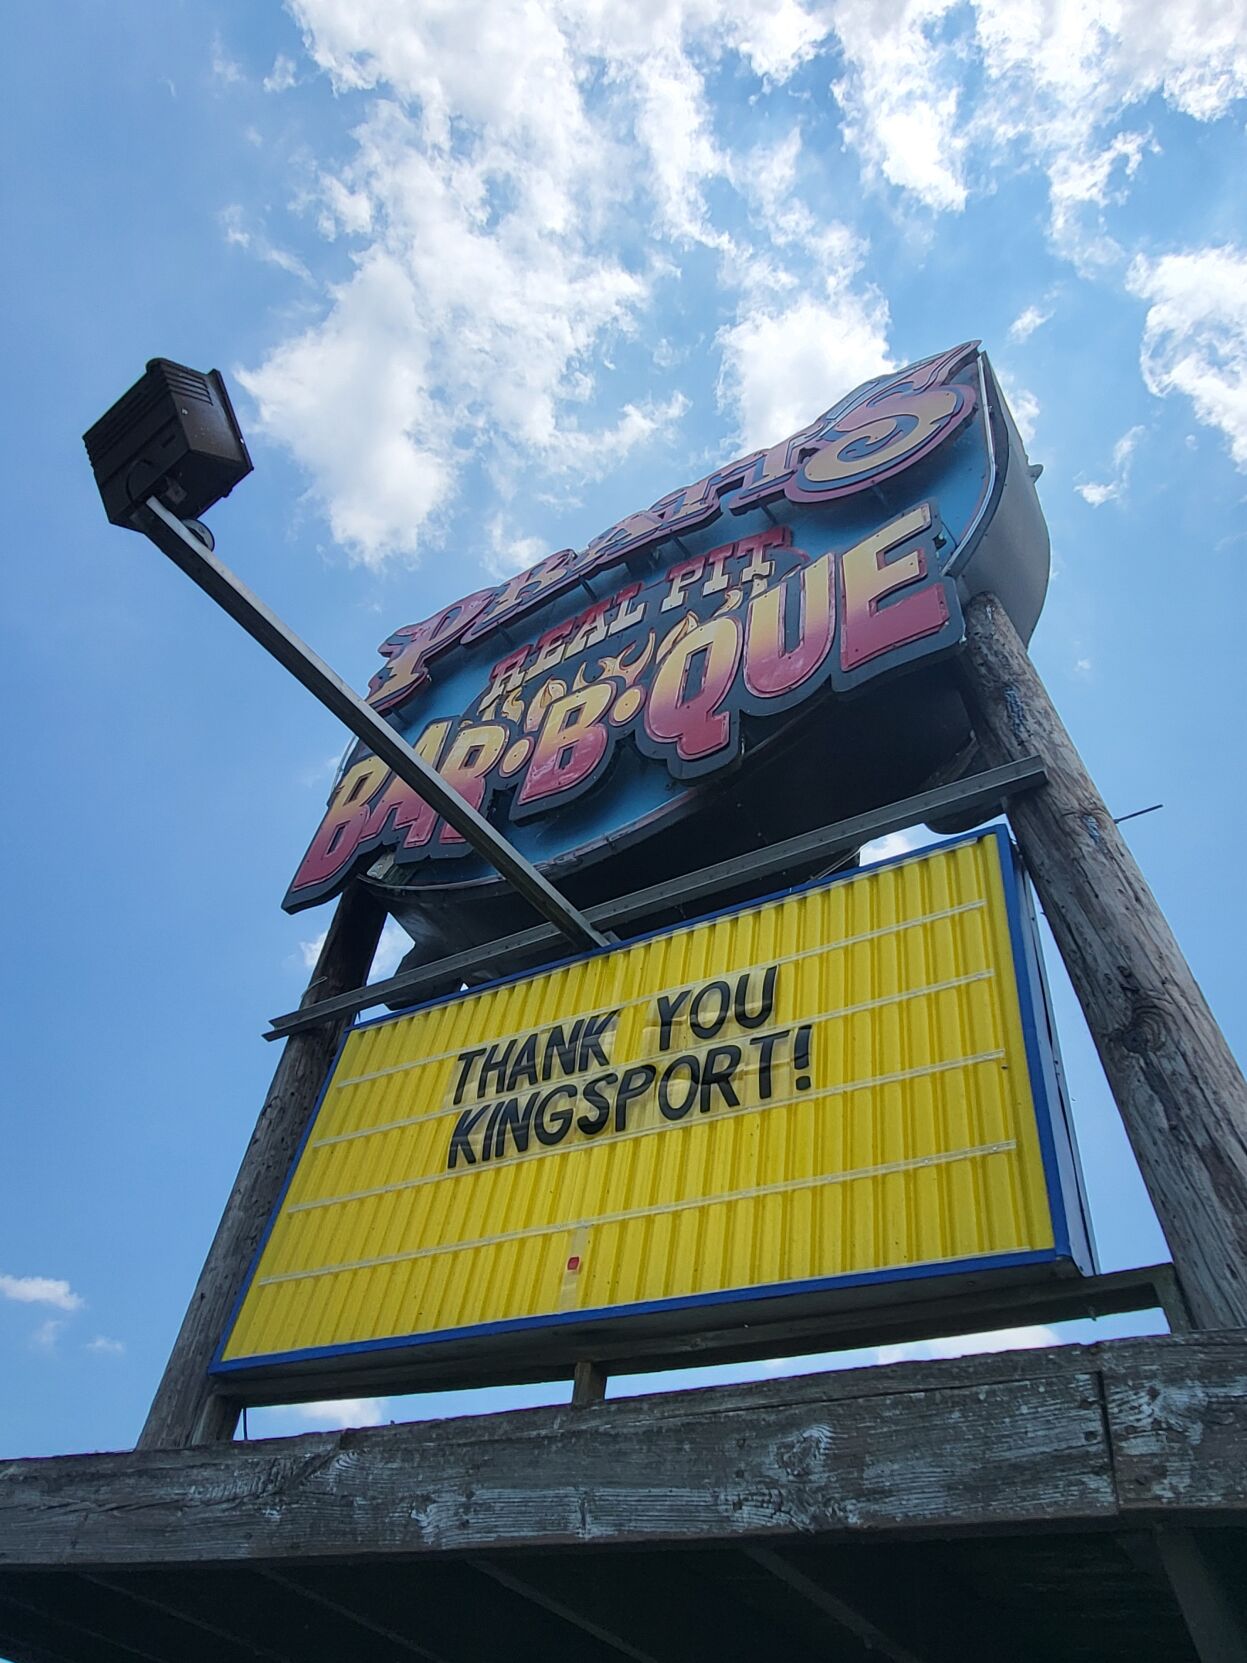 PRATT'S
REAL PIT
BAR·B·QUE
THANK YOU
KINGSPORT!